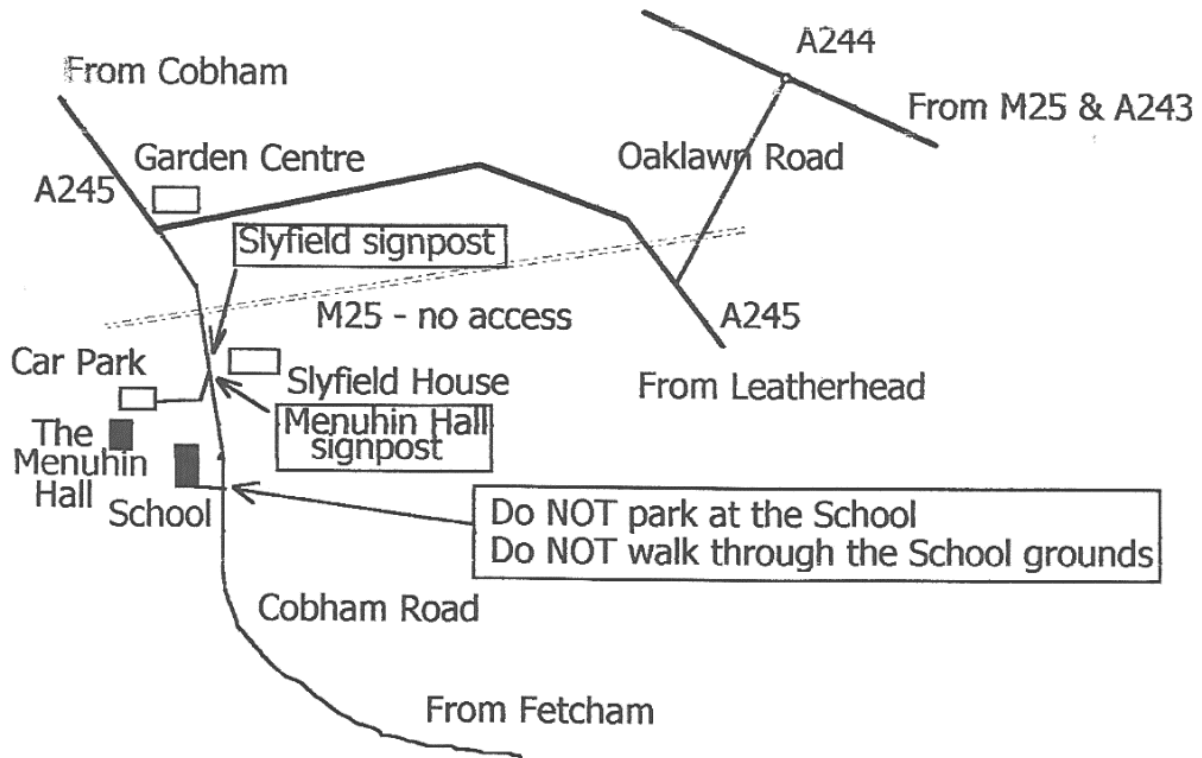 A244
From Cobham
From M25 & A243
Garden Centre
Oaklawn Road
A245
Slyfield signpost
M25 - no access
A245
Car Park
Slyfield House
From Leatherhead
Menuhin Hall
signpost
The
Menuhin
Hall
School
Do NOT park at the School
Do NOT walk through the School grounds
Cobham Road
From Fetcham